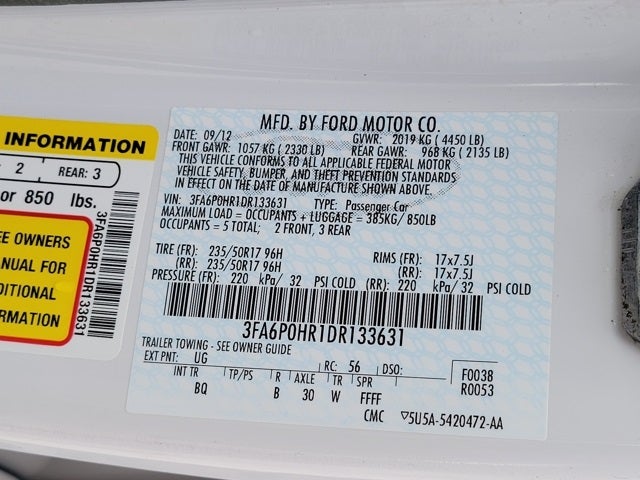 INFORMATION
2 REAR: 3
or 850 lbs.
EE OWNERS
ANUAL FOR
DITIONAL
ORMATION
3FA6P0HR1DR133631
MFD. BY FORD MOTOR CO.
DATE: 09/12 GVWR: 2019 KG ( 4450 LB)
FRONT GAWR: 1057 KG ( 2330 LB) REAR GAWR: 968 KG ( 2135 LB)
THIS VEHICLE CONFORMS TO ALL APPLICABLE FEDERAL MOTOR
VEHICLE SAFETY, BUMPER, AND THEFT PREVENTION STANDARDS
IN EFFECT ON THE DATE OF MANUFACTURE SHOWN ABOVE.
VIN: 3FA6P0HR1DR133631 TYPE: Passenger Car
MAXIMUM LOAD = OCCUPANTS + LUGGAGE = 385KG/ 850LB
OCCUPANTS = 5 TOTAL; 2 FRONT, 3 REAR
TIRE (FR): 235/50R17 96H RIMS (FR): 17x7.5J
(RR): 235/50R17 96H (RR): 17x7.5J
PRESSURE (FR): 220 kPa/ 32 PSI COLD (RR): 220 kPa/ 32 PSI COLD
3FA6P0HR1DR133631
TRAILER TOWING - SEE OWNER GUIDE
EXT PNT: UG RC: 56 DSO: F0038
R0053
INT TR TP/PS R AXLE TR SPR
BQ B 30 W FFFF
CMC ▽5U5A-5420472-AA